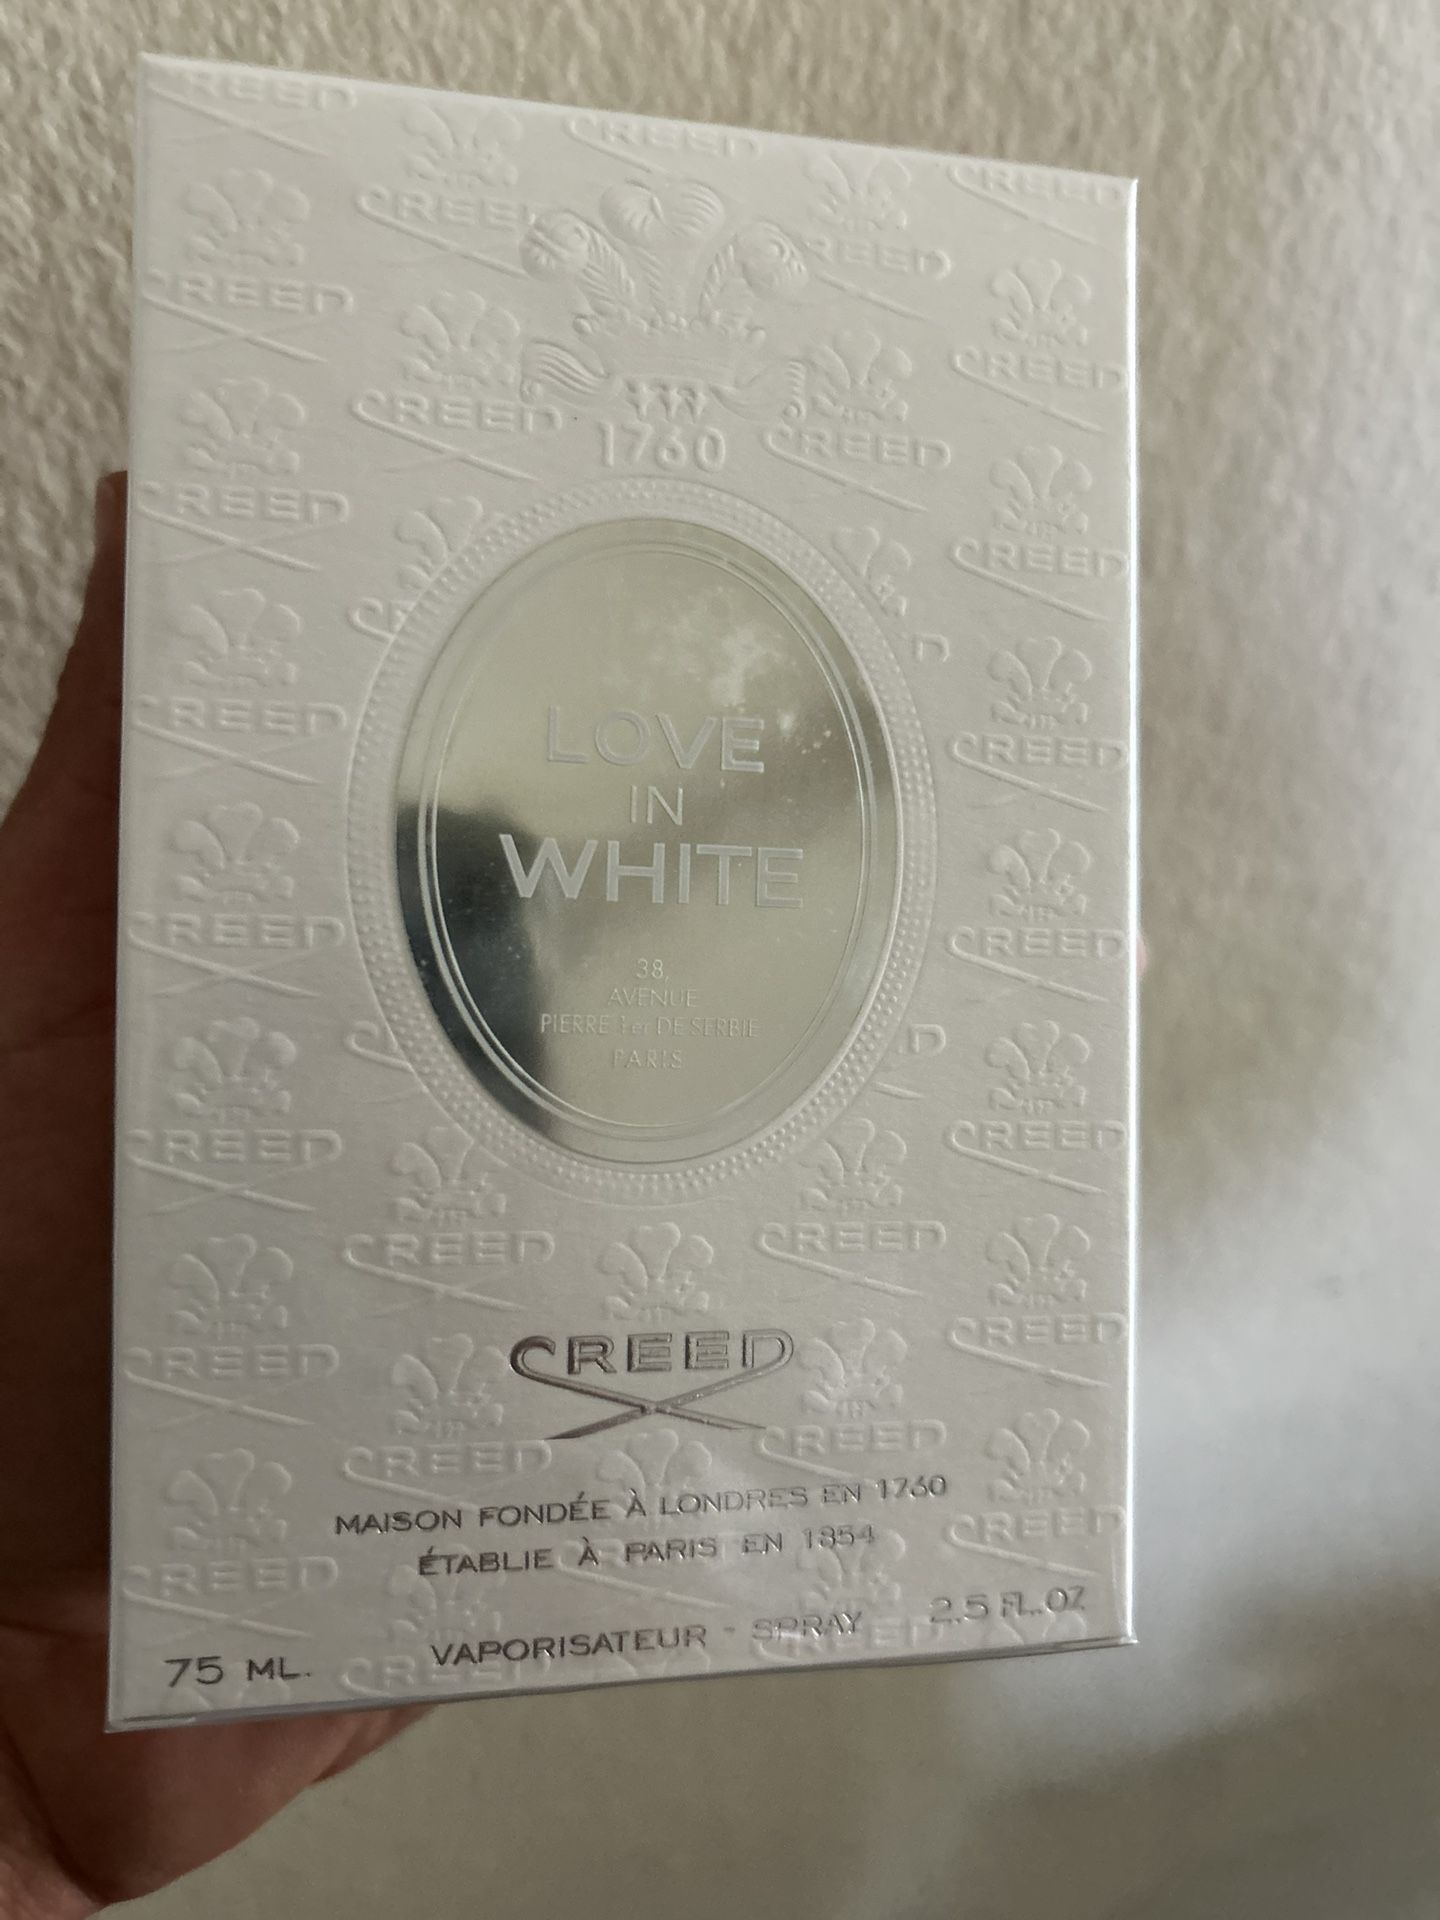 1760
LOVE
IN
WHITE
38,
AVENUE
PIERRE 1er DE SERBIE
PARIS
CREED
MAISON FONDÉE À LONDRES EN 1760
ÉTABLIE À PARIS EN 1854
75 ML. VAPORISATEUR - SPRAY 2.5 FL.OZ